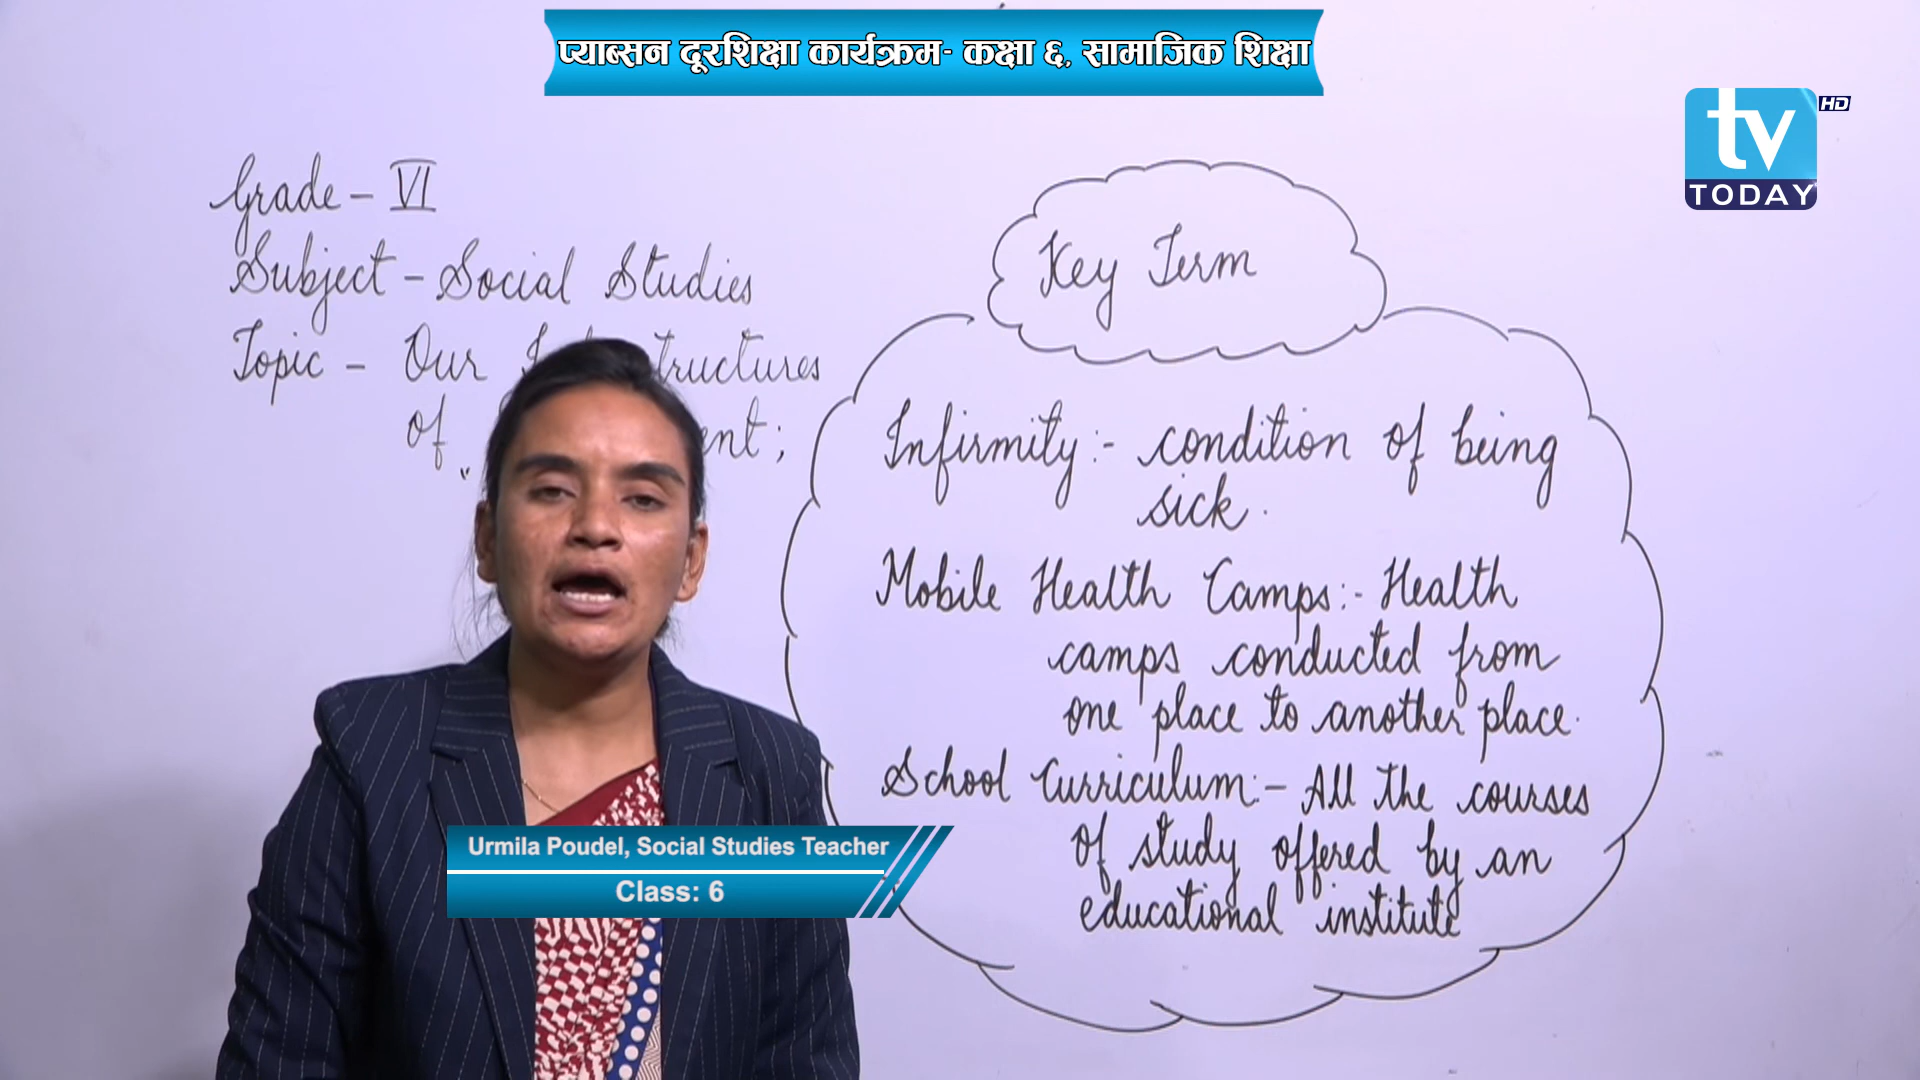 प्याब्सन दूरशिक्षा कार्यक्रम- कक्षा ६, सामाजिक शिक्षा
tv HD
TODAY
Grade - VI
Subject - Social Studies
Topic - Our
of
Key Term
Infirmity :- condition of being
sick.
Mobile Health Camps :- Health
camps conducted from
one place to another place.
School Curriculum :- All the courses
of study offered by an
educational institute
Urmila Poudel, Social Studies Teacher
Class: 6